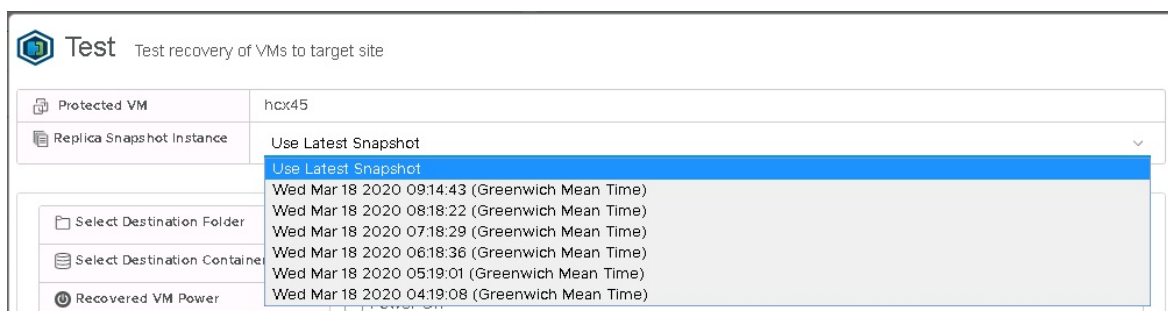 Test Test recovery of VMs to target site
Protected VM hcx45
Replica Snapshot Instance Use Latest Snapshot
Use Latest Snapshot
Wed Mar 18 2020 09:14:43 (Greenwich Mean Time)
Wed Mar 18 2020 08:18:22 (Greenwich Mean Time)
Select Destination Folder Wed Mar 18 2020 07:18:29 (Greenwich Mean Time)
Wed Mar 18 2020 06:18:36 (Greenwich Mean Time)
Select Destination Container Wed Mar 18 2020 05:19:01 (Greenwich Mean Time)
Recovered VM Power Wed Mar 18 2020 04:19:08 (Greenwich Mean Time)